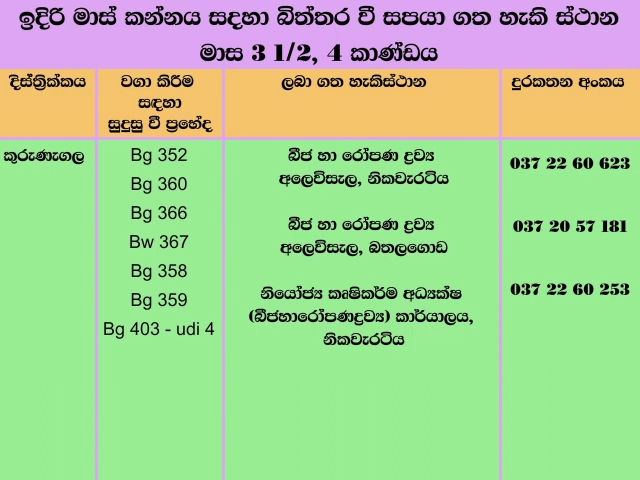 ඉදිරි මාස් කන්නය සදහා බිත්තර වී සපයා ගත හැකි ස්ථාන
මාස 3 1/2, 4 කාණ්ඩය
දිස්ත්‍රික්කය
වගා කිරීම
සඳහා
සුදුසු වී ප්‍රභේද
ලබා ගත හැකිස්ථාන
දුරකතන අංකය
කුරුණෑගල
Bg 352
Bg 360
Bg 366
Bw 367
Bg 358
Bg 359
Bg 403 - udi 4
බීජ හා රෝපණ ද්‍රව්‍ය
අලෙවිසැල, නිකවැරටිය
බීජ හා රෝපණ ද්‍රව්‍ය
අලෙවිසැල, බතලගොඩ
නියෝජ්‍ය කෘෂිකර්ම අධ්‍යක්ෂ
(බීජහාරෝපණද්‍රව්‍ය) කාර්යාලය,
නිකවැරටිය
037 22 60 623
037 20 57 181
037 22 60 253